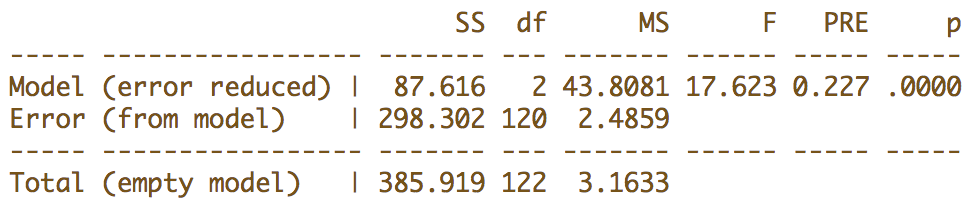 SS df MS F PRE p
----- ----------------- ------- --- ------- ------ ----- -----
Model (error reduced) | 87.616 2 43.8081 17.623 0.227 .0000
Error (from model) | 298.302 120 2.4859
----- ----------------- ------- --- ------- ------ ----- -----
Total (empty model) | 385.919 122 3.1633